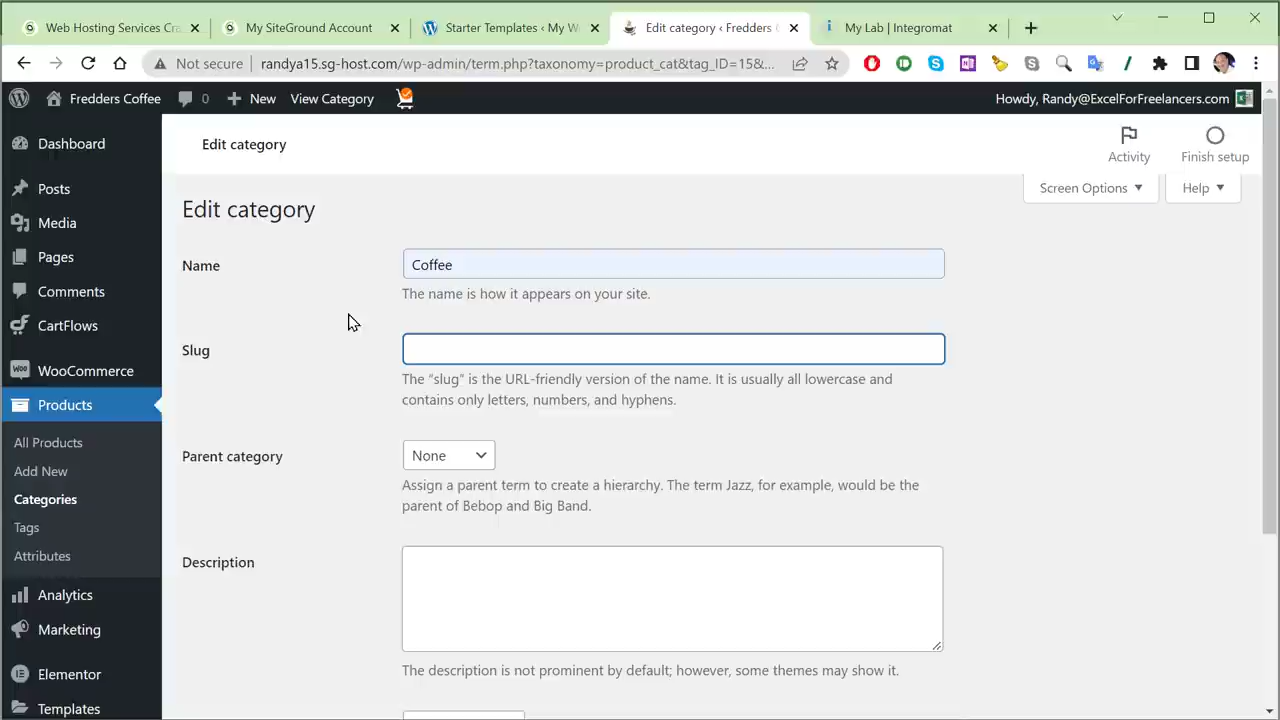 Web Hosting Services Cra
My SiteGround Account
Starter Templates ‹ My W
Edit category ‹ Fredders C
My Lab | Integromat
Not secure
randya15.sg-host.com/wp-admin/term.php?taxonomy=product_cat&tag_ID=15&...
Fredders Coffee
0
New
View Category
Howdy, Randy@ExcelForFreelancers.com
Dashboard
Posts
Media
Pages
Comments
CartFlows
Woo
WooCommerce
Products
All Products
Add New
Categories
Tags
Attributes
Analytics
Marketing
Elementor
Templates
Edit category
Activity
Finish setup
Screen Options
Help
Edit category
Name
Coffee
The name is how it appears on your site.
Slug
The “slug” is the URL-friendly version of the name. It is usually all lowercase and
contains only letters, numbers, and hyphens.
Parent category
None
Assign a parent term to create a hierarchy. The term Jazz, for example, would be the
parent of Bebop and Big Band.
Description
The description is not prominent by default; however, some themes may show it.